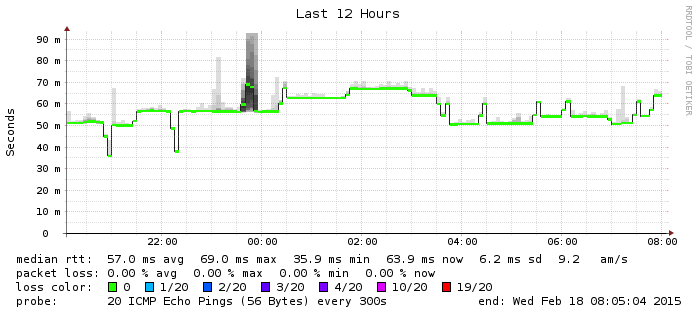 Last 12 Hours
RRDTOOL / TOBI OETIKER
Seconds
90 m
80 m
70 m
60 m
50 m
40 m
30 m
20 m
10 m
0
22:00 00:00 02:00 04:00 06:00 08:00
median rtt: 57.0 ms avg 69.0 ms max 35.9 ms min 63.9 ms now 6.2 ms sd 9.2 am/s
packet loss: 0.00 % avg 0.00 % max 0.00 % min 0.00 % now
loss color: 0 1/20 2/20 3/20 4/20 10/20 19/20
probe: 20 ICMP Echo Pings (56 Bytes) every 300s end: Wed Feb 18 08:05:04 2015